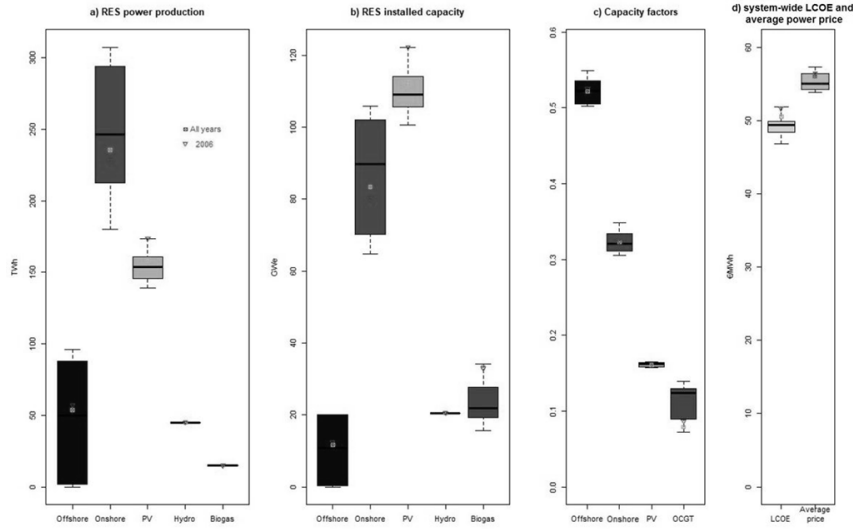 a) RES power production
b) RES installed capacity
c) Capacity factors
d) system-wide LCOE and
average power price
TWh
300
250
200
150
100
50
0
All years
2006
Offshore Onshore PV Hydro Biogas
GWe
120
100
80
60
40
20
0
Offshore Onshore PV Hydro Biogas
0.6
0.5
0.4
0.3
0.2
0.1
0.0
Offshore Onshore PV OCGT
€/MWh
60
50
40
30
20
10
0
LCOE Average
price